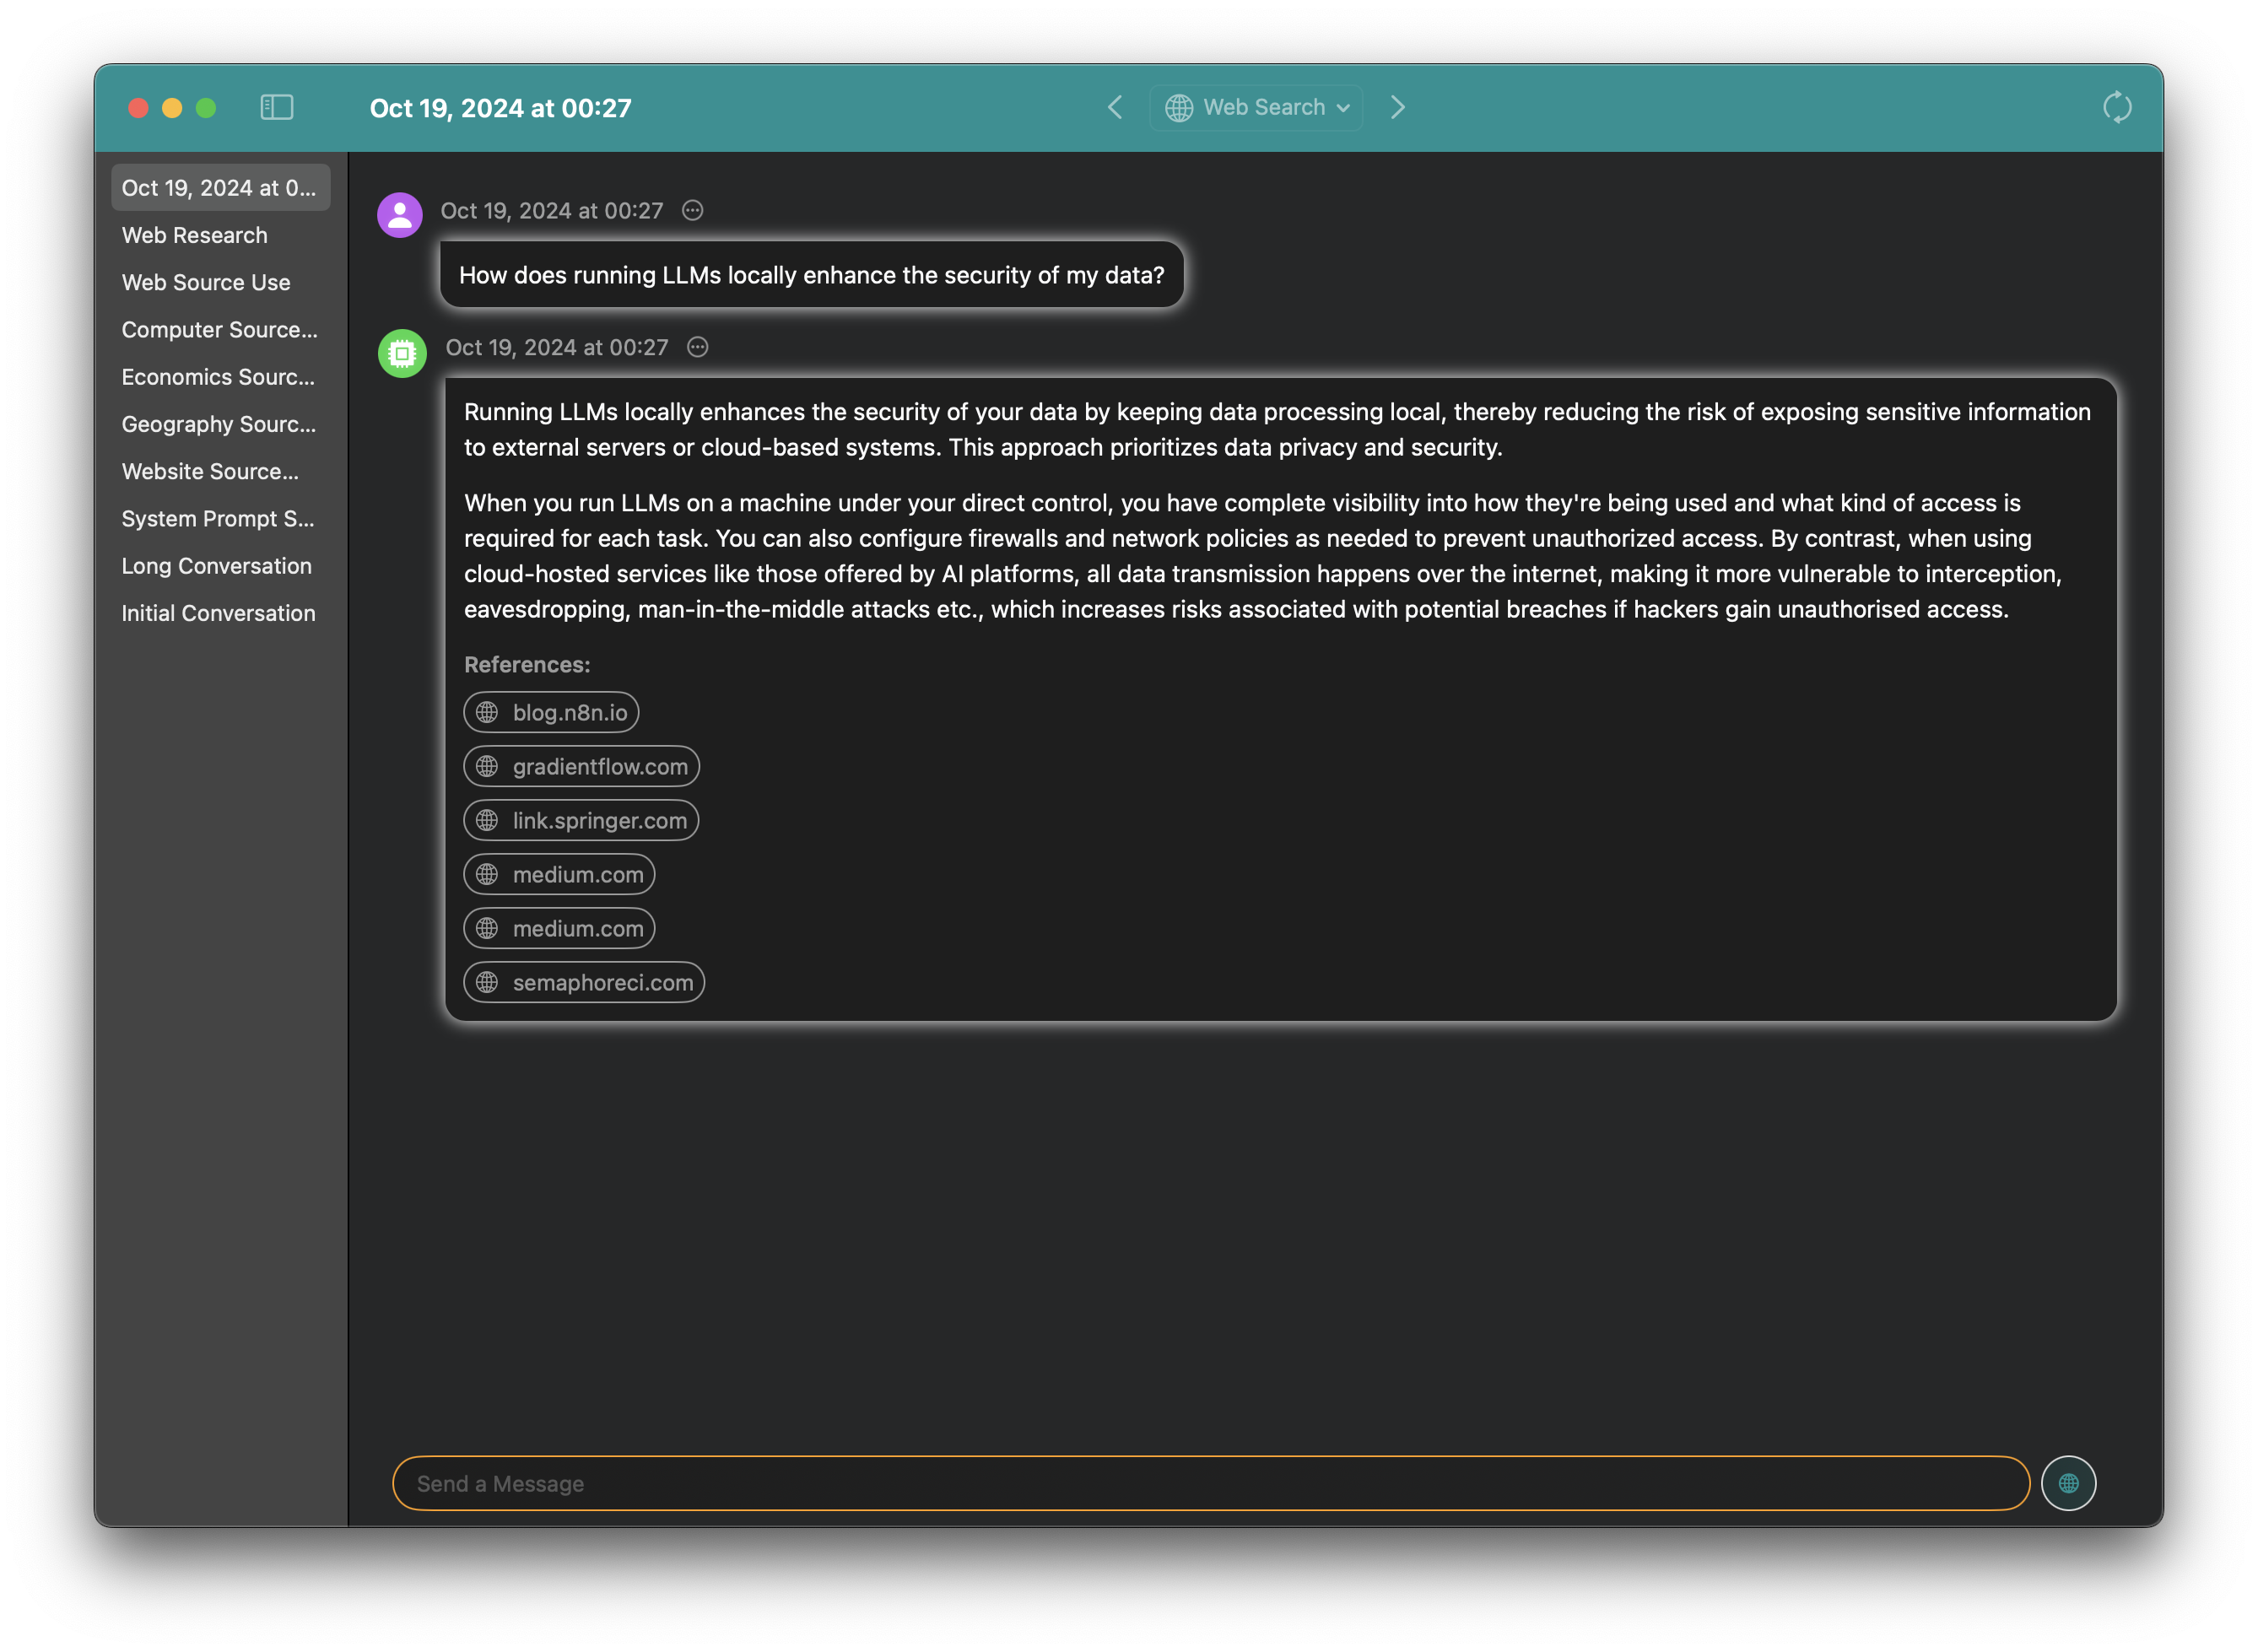 Oct 19, 2024 at 00:27
Web Search
Oct 19, 2024 at 0...
Web Research
Web Source Use
Computer Source...
Economics Sourc...
Geography Sourc...
Website Source...
System Prompt S...
Long Conversation
Initial Conversation
Oct 19, 2024 at 00:27
How does running LLMs locally enhance the security of my data?
Oct 19, 2024 at 00:27
Running LLMs locally enhances the security of your data by keeping data processing local, thereby reducing the risk of exposing sensitive information
to external servers or cloud-based systems. This approach prioritizes data privacy and security.
When you run LLMs on a machine under your direct control, you have complete visibility into how they're being used and what kind of access is
required for each task. You can also configure firewalls and network policies as needed to prevent unauthorized access. By contrast, when using
cloud-hosted services like those offered by AI platforms, all data transmission happens over the internet, making it more vulnerable to interception,
eavesdropping, man-in-the-middle attacks etc., which increases risks associated with potential breaches if hackers gain unauthorised access.
References:
blog.n8n.io
gradientflow.com
link.springer.com
medium.com
medium.com
semaphoreci.com
Send a Message